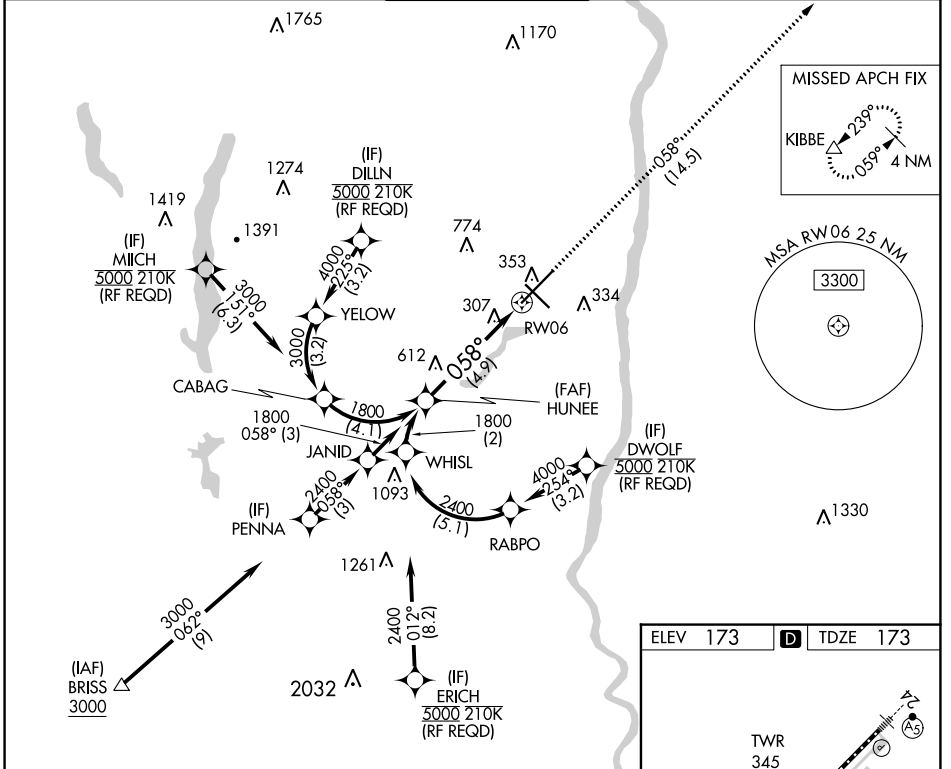 1765
1170
MISSED APCH FIX
KIBBE
239°
059°
4 NM
058°
(14.5)
(IF)
DILLN
5000 210K
(RF REQD)
1274
1419
1391
774
(IF)
MIICH
5000 210K
(RF REQD)
4000
225°
(3.2)
353
334
307
RW06
MSA RW06 25 NM
3300
3000
151°
(6.3)
YELOW
3000
(3.2)
612
058°
(4.9)
CABAG
(FAF)
HUNEE
1800
(4.1)
1800
058° (3)
1800
(2)
JANID
WHISL
(IF)
DWOLF
5000 210K
(RF REQD)
4000
254°
(3.2)
1093
2400
058°
(3)
2400
(5.1)
(IF)
PENNA
RABPO
1330
1261
3000
062°
(9)
2400
012°
(8.2)
(IAF)
BRISS
3000
2032
(IF)
ERICH
5000 210K
(RF REQD)
ELEV 173 D TDZE 173
24
A5
P
TWR
345